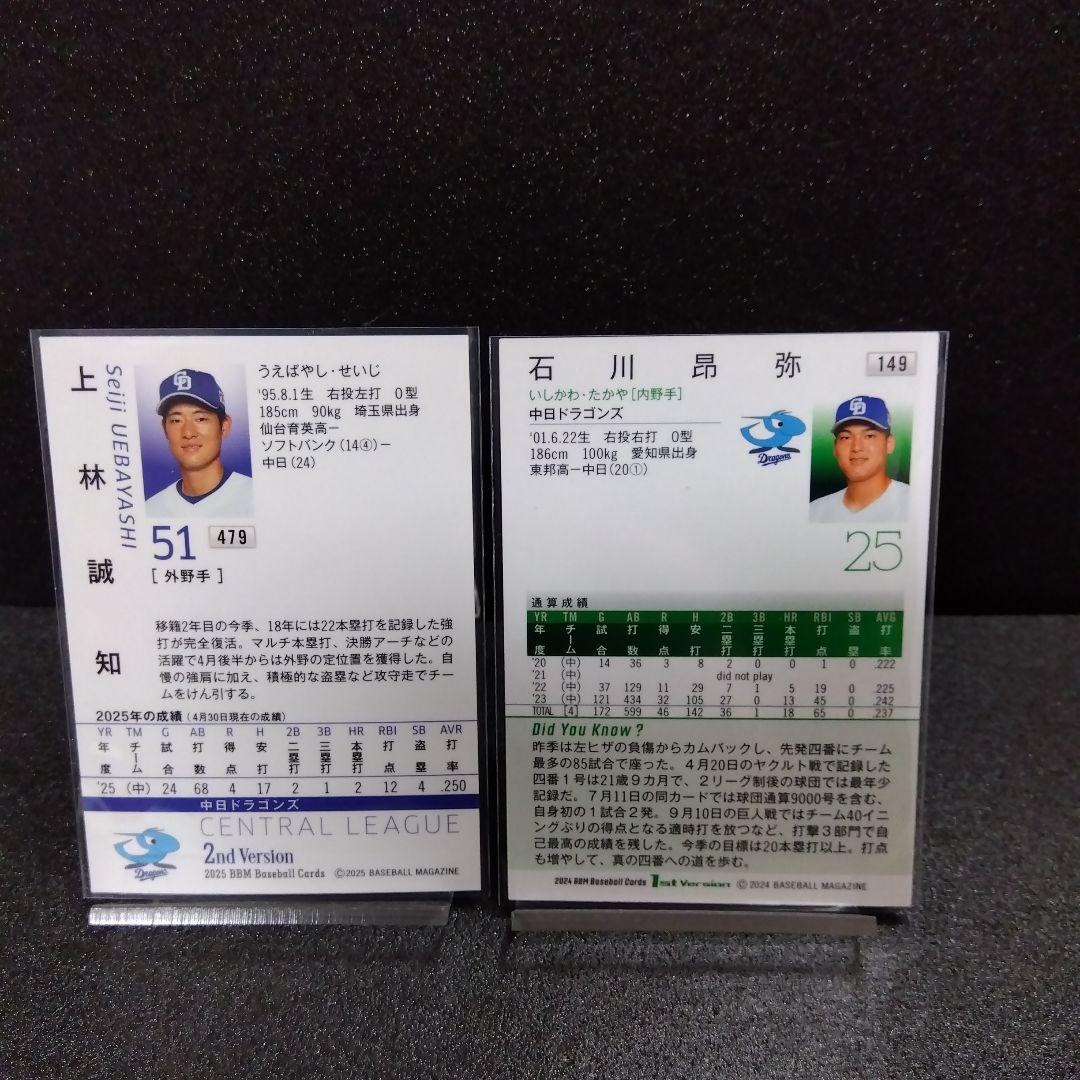 上林誠知
Seiji UEBAYASHI
うえばやし・せいじ
'95.8.1生 右投左打 O型
185cm 90kg 埼玉県出身
仙台育英高ー
ソフトバンク(14④)ー
中日(24)
51 479
[ 外野手 ]
移籍2年目の今季、18年には22本塁打を記録した強
打が完全復活。マルチ本塁打、決勝アーチなどの
活躍で4月後半からは外野の定位置を獲得した。自
慢の強肩に加え、積極的な盗塁など攻守走でチー
ムをけん引する。
2025年の成績(4月30日現在の成績)
YR TM G AB R H 2B 3B HR RBI SB AVR
年度 チーム 試合 打数 得点 安打 二塁打 三塁打 本塁打 打点 盗塁 打率
'25 (中) 24 68 4 17 2 1 2 12 4 .250
中日ドラゴンズ
CENTRAL LEAGUE
Dragons
2nd Version
2025 BBM Baseball Cards ©2025 BASEBALL MAGAZINE
石川昂弥 149
いしかわ・たかや[内野手]
中日ドラゴンズ
'01.6.22生 右投右打 O型
186cm 100kg 愛知県出身
東邦高ー中日(20①)
Dragons
25
通算成績
YR TM G AB R H 2B 3B HR RBI SB AVG
年度 チーム 試合 打数 得点 安打 二塁打 三塁打 本塁打 打点 盗塁 打率
'20 (中) 14 36 3 8 2 0 0 1 0 .222
'21 (中) did not play
'22 (中) 37 129 11 29 7 1 5 19 0 .225
'23 (中) 121 434 32 105 27 0 13 45 0 .242
TOTAL [4] 172 599 46 142 36 1 18 65 0 .237
Did You Know?
昨季は左ヒザの負傷からカムバックし、先発四番にチーム
最多の85試合で座った。4月20日のヤクルト戦で記録した
四番1号は21歳9カ月で、2リーグ制後の球団では最年少
記録だ。7月11日の同カードでは球団通算9000号を含む、
自身初の1試合2発。9月10日の巨人戦ではチーム40イニ
ングぶりの得点となる適時打を放つなど、打撃3部門で自
己最高の成績を残した。今季の目標は20本塁打以上。打点
も増やして、真の四番への道を歩む。
2024 BBM Baseball Cards 1st Version ©2024 BASEBALL MAGAZINE